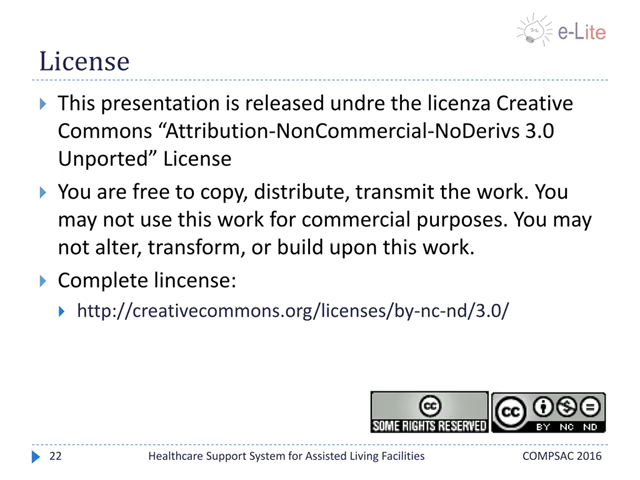 e-Lite
License
This presentation is released undre the licenza Creative
Commons “Attribution-NonCommercial-NoDerivs 3.0
Unported” License
You are free to copy, distribute, transmit the work. You
may not use this work for commercial purposes. You may
not alter, transform, or build upon this work.
Complete lincense:
http://creativecommons.org/licenses/by-nc-nd/3.0/
cc
SOME RIGHTS RESERVED
cc
BY NC ND
22
Healthcare Support System for Assisted Living Facilities
COMPSAC 2016